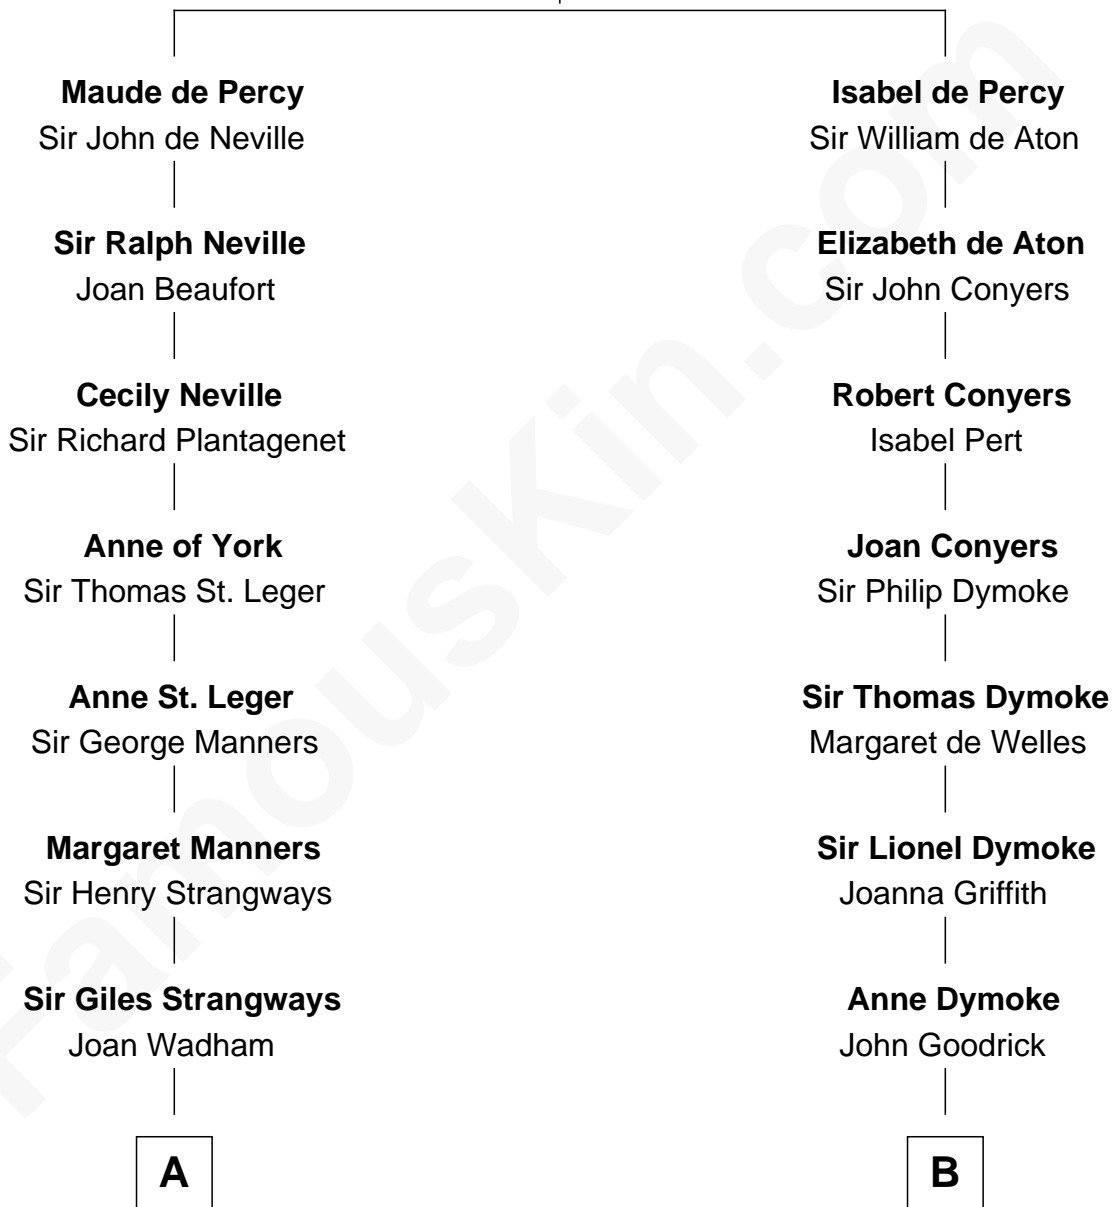 Maude de Percy
Sir John de Neville
Sir Ralph Neville
Joan Beaufort
Cecily Neville
Sir Richard Plantagenet
Anne of York
Sir Thomas St. Leger
Anne St. Leger
Sir George Manners
Margaret Manners
Sir Henry Strangways
Sir Giles Strangways
Joan Wadham
A
Isabel de Percy
Sir William de Aton
Elizabeth de Aton
Sir John Conyers
Robert Conyers
Isabel Pert
Joan Conyers
Sir Philip Dymoke
Sir Thomas Dymoke
Margaret de Welles
Sir Lionel Dymoke
Joanna Griffith
Anne Dymoke
John Goodrick
B
FamousKin.com